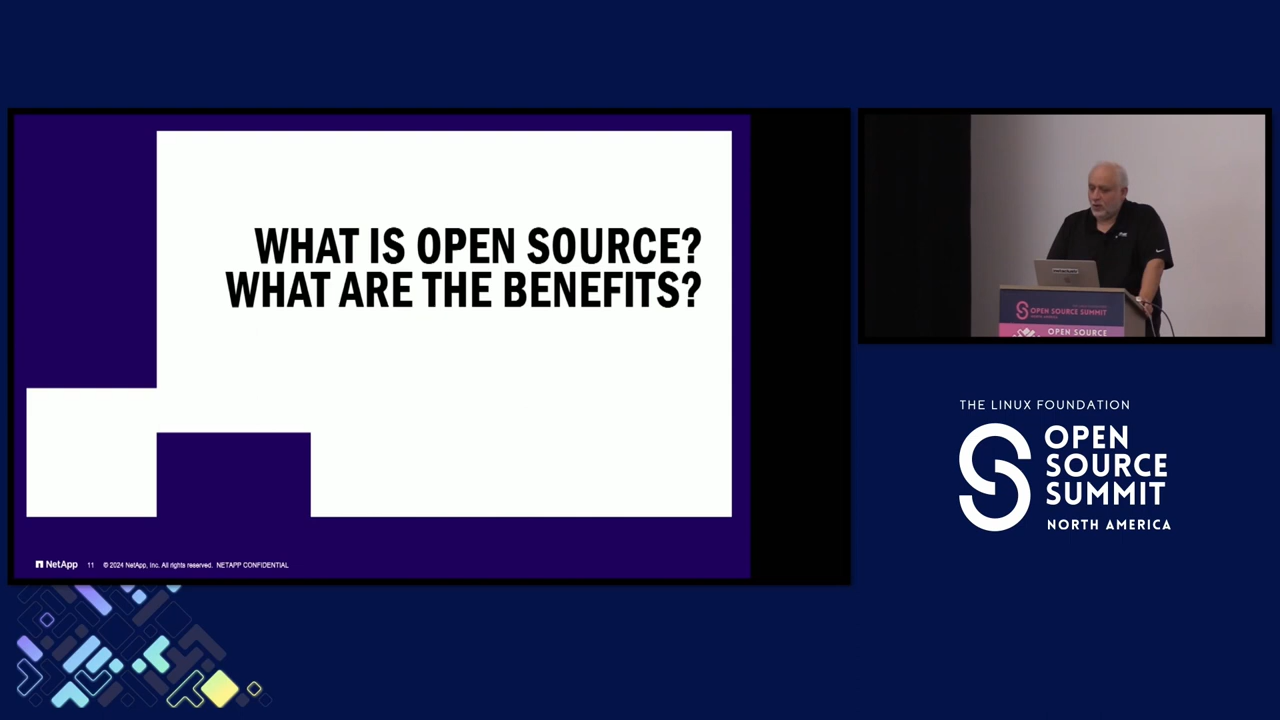 WHAT IS OPEN SOURCE?
WHAT ARE THE BENEFITS?
NetApp 11 © 2024 NetApp, Inc. All rights reserved. NETAPP CONFIDENTIAL
OPEN SOURCE SUMMIT
OPEN SOURCE
THE LINUX FOUNDATION
OPEN
SOURCE
SUMMIT
NORTH AMERICA